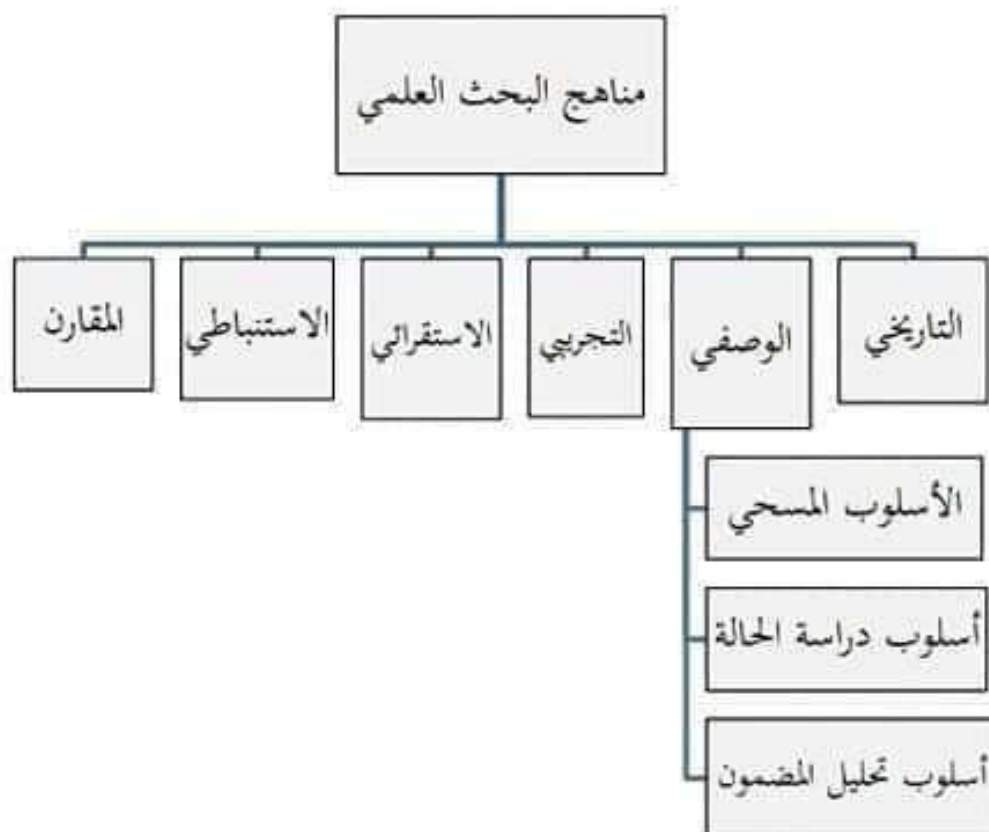 مناهج البحث العلمي
التاريخي
الوصفي
التجريبي
الاستقرائي
الاستنباطي
المقارن
الأسلوب المسحي
أسلوب دراسة الحالة
أسلوب تحليل المضمون